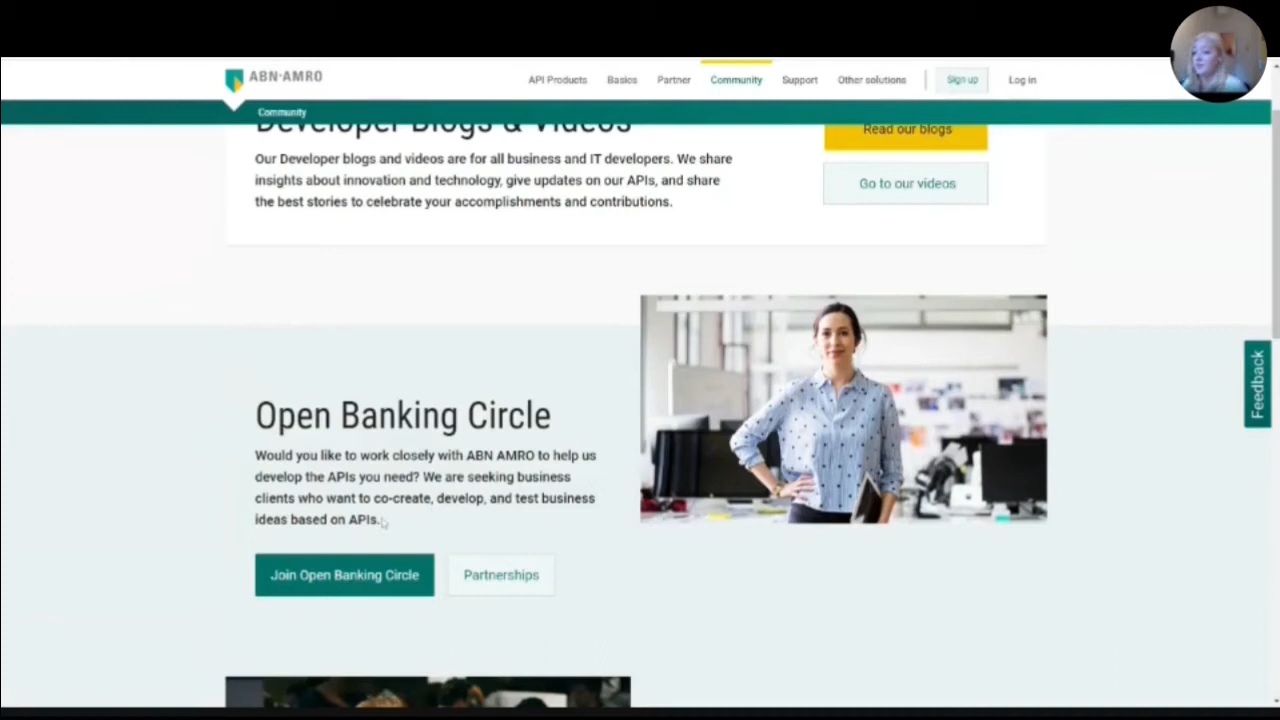 ABN·AMRO
API Products
Basics
Partner
Community
Support
Other solutions
Sign up
Log in
Community
Developer Blogs & Videos
Our Developer blogs and videos are for all business and IT developers. We share
insights about innovation and technology, give updates on our APIs, and share
the best stories to celebrate your accomplishments and contributions.
Read our blogs
Go to our videos
Open Banking Circle
Would you like to work closely with ABN AMRO to help us
develop the APIs you need? We are seeking business
clients who want to co-create, develop, and test business
ideas based on APIs.
Join Open Banking Circle
Partnerships
Feedback